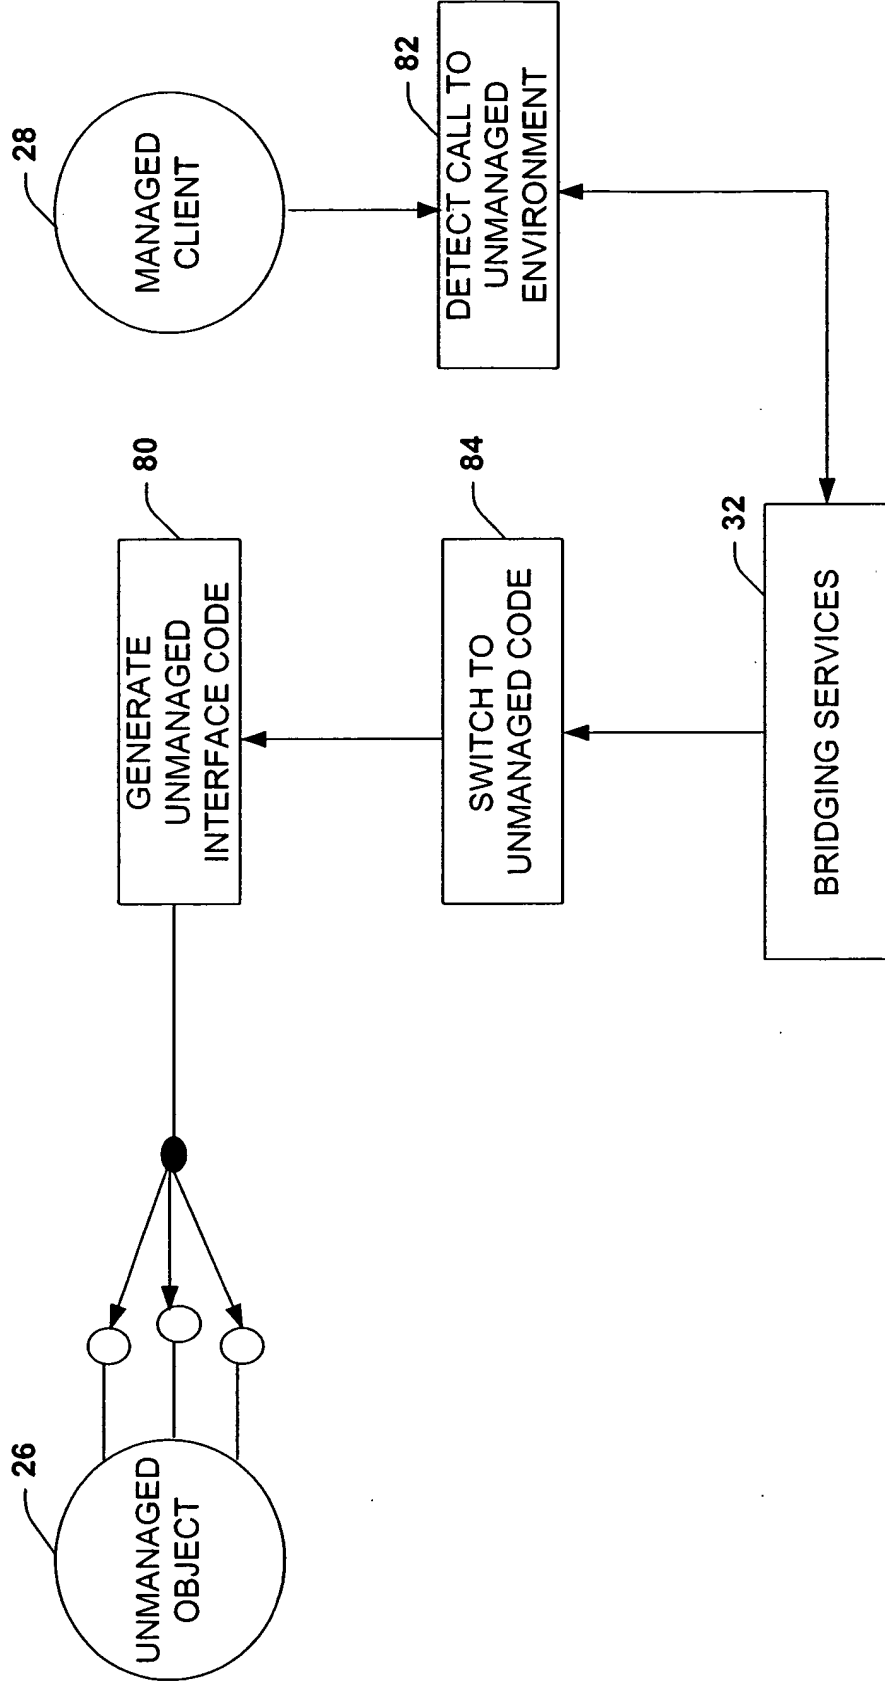 26
UNMANAGED
OBJECT
80
GENERATE
UNMANAGED
INTERFACE CODE
28
MANAGED
CLIENT
84
SWITCH TO
UNMANAGED CODE
82
DETECT CALL TO
UNMANAGED
ENVIRONMENT
32
BRIDGING SERVICES